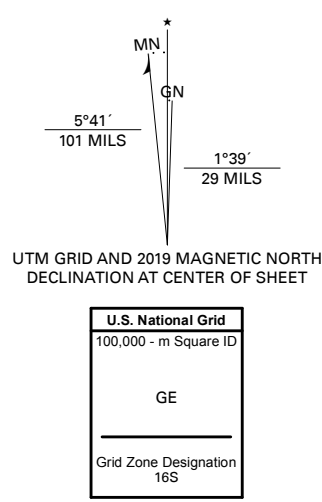 ★
MN
GN
5°41´
101 MILS
1°39´
29 MILS
UTM GRID AND 2019 MAGNETIC NORTH
DECLINATION AT CENTER OF SHEET
U.S. National Grid
100,000 - m Square ID
GE
Grid Zone Designation
16S